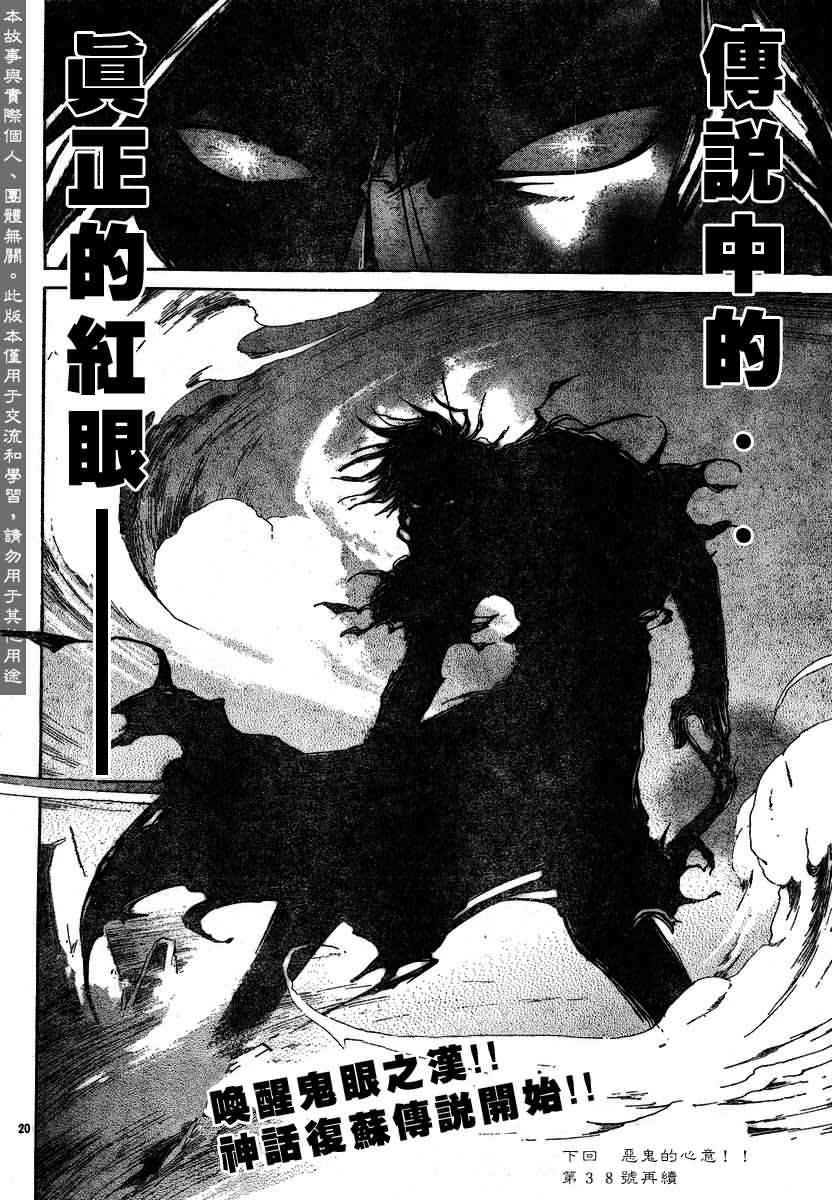 傳說中的．．
眞正的紅眼——
喚醒鬼眼之漢!!
神話復蘇傳說開始!!
下回　惡鬼的心意！！
第３８號再續
20
本故事與實際個人、團體無關。此版本僅用于交流和學習，請勿用于其他用途